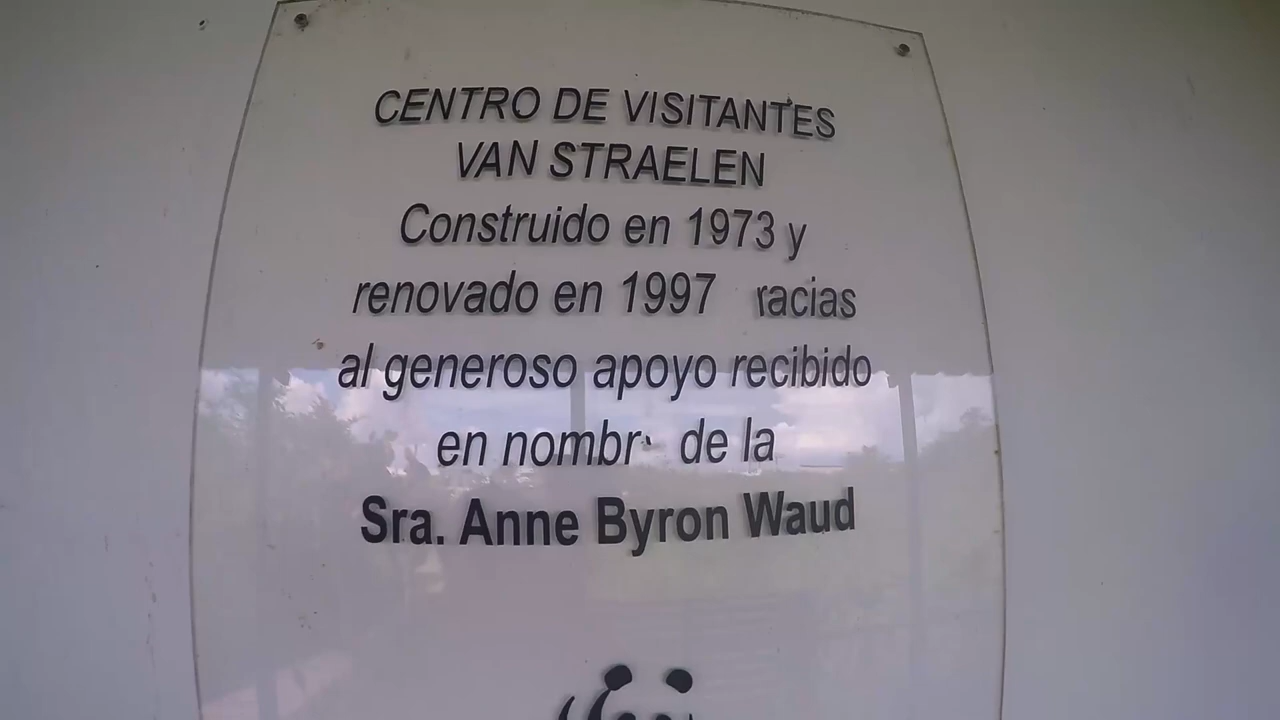 CENTRO DE VISITANTES
VAN STRAELEN
Construido en 1973 y
renovado en 1997 racias
al generoso apoyo recibido
en nombr de la
Sra. Anne Byron Waud